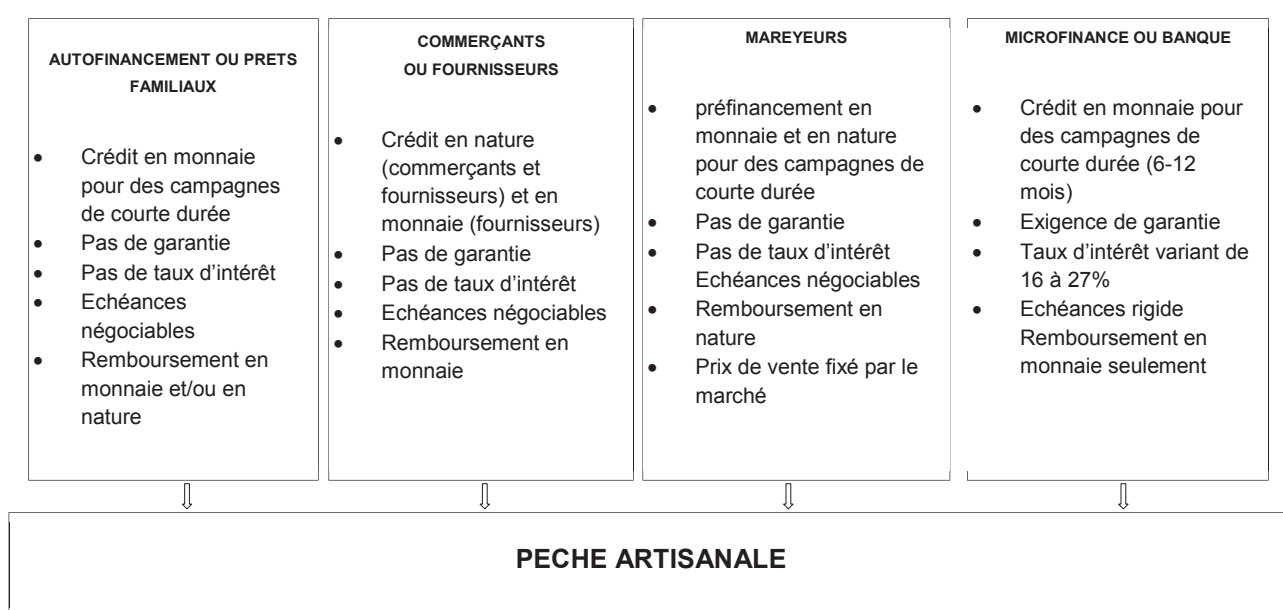 AUTOFINANCEMENT OU PRETS
FAMILIAUX
• Crédit en monnaie
pour des campagnes
de courte durée
• Pas de garantie
• Pas de taux d’intérêt
• Echéances
négociables
• Remboursement en
monnaie et/ou en
nature
COMMERÇANTS
OU FOURNISSEURS
• Crédit en nature
(commerçants et
fournisseurs) et en
monnaie (fournisseurs)
• Pas de garantie
• Pas de taux d’intérêt
• Echéances négociables
• Remboursement en
monnaie
MAREYEURS
• préfinancement en
monnaie et en nature
pour des campagnes de
courte durée
• Pas de garantie
• Pas de taux d’intérêt
Echéances négociables
• Remboursement en
nature
• Prix de vente fixé par le
marché
MICROFINANCE OU BANQUE
• Crédit en monnaie pour
des campagnes de
courte durée (6-12
mois)
• Exigence de garantie
• Taux d’intérêt variant de
16 à 27%
• Echéances rigide
Remboursement en
monnaie seulement
PECHE ARTISANALE